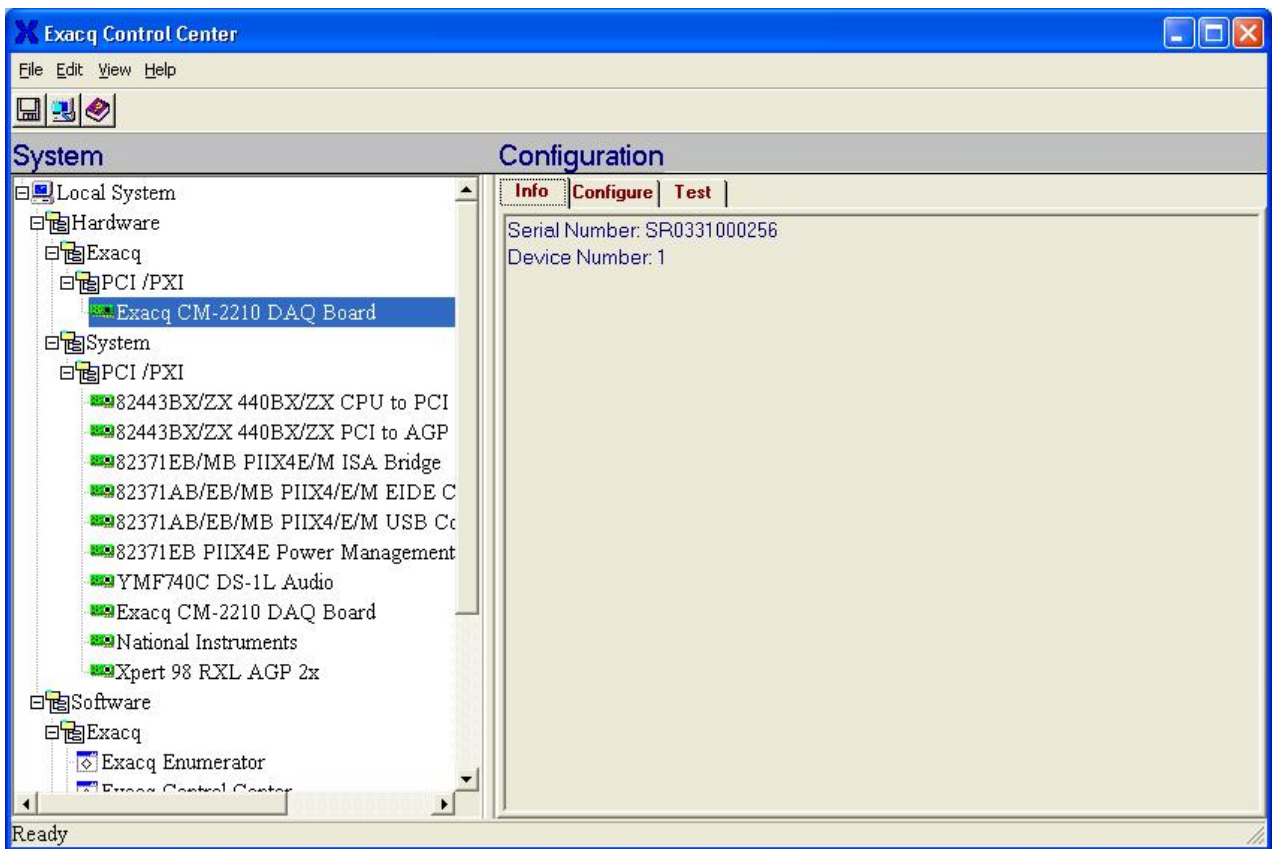 Exacq Control Center
File Edit View Help
System
Configuration
Local System
Hardware
Exacq
PCI /PXI
Exacq CM-2210 DAQ Board
System
PCI /PXI
82443BX/ZX 440BX/ZX CPU to PCI
82443BX/ZX 440BX/ZX PCI to AGP
82371EB/MB PIIX4E/M ISA Bridge
82371AB/EB/MB PIIX4/E/M EIDE C
82371AB/EB/MB PIIX4/E/M USB Co
82371EB PIIX4E Power Management
YMF740C DS-1L Audio
Exacq CM-2210 DAQ Board
National Instruments
Xpert 98 RXL AGP 2x
Software
Exacq
Exacq Enumerator
Exacq Control Center
Info Configure Test
Serial Number: SR0331000256
Device Number: 1
Ready